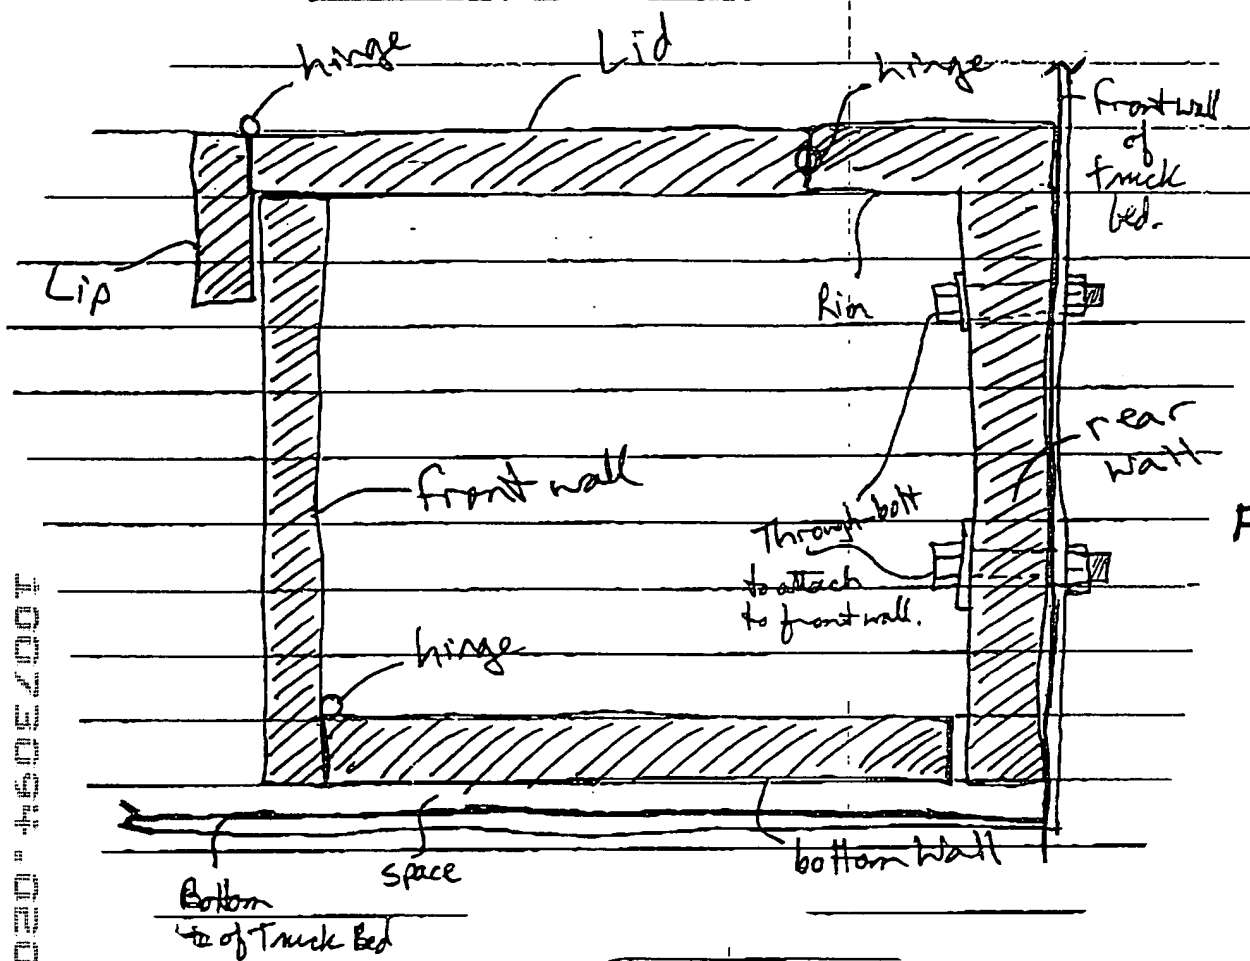 hinge
Lid
hinge
front wall
of
truck
bed.
Lip
Rim
rear
wall
front wall
Through-bolt
to attach
to front wall.
hinge
space
bottom Wall
Bottom
of Truck Bed